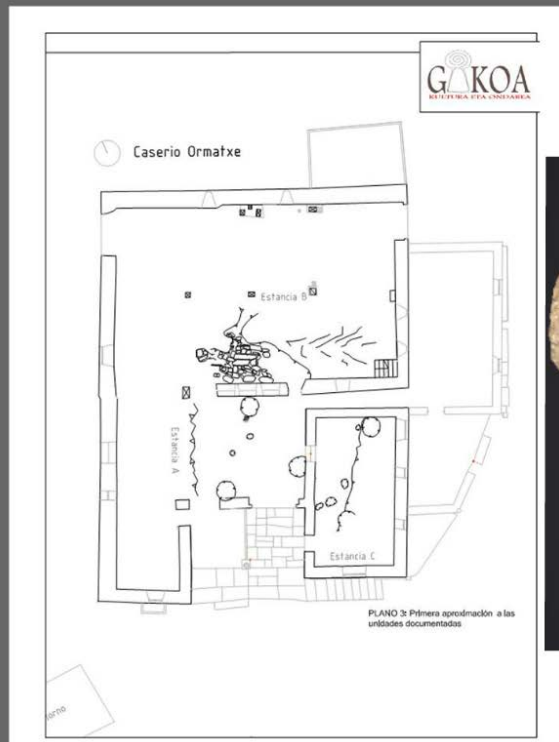 GAKOA
KULTURA ETA ONDAREA
Caserio Ormatxe
Estancia B
Estancia A
Estancia C
PLANO 3: Primera aproximación a las
unidades documentadas